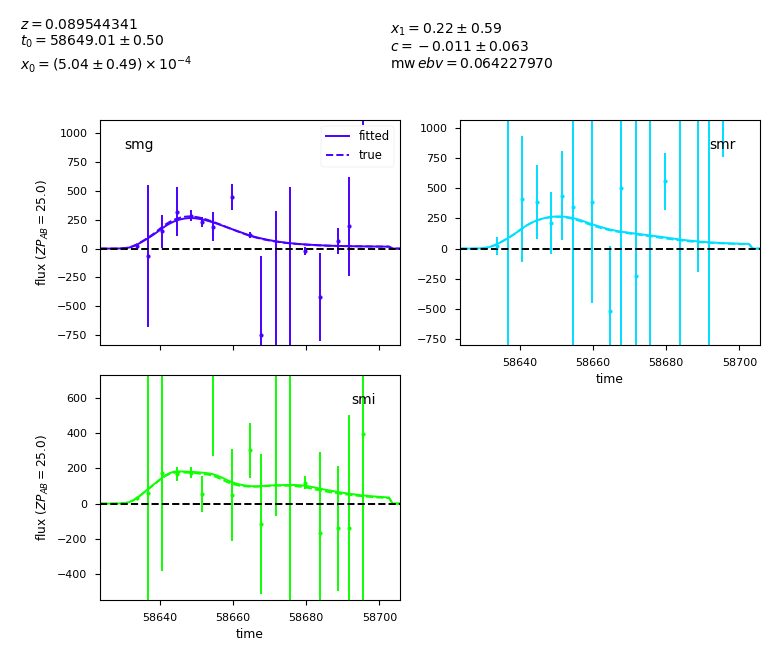 z = 0.089544341
t₀ = 58649.01 ± 0.50
x₀ = (5.04 ± 0.49) × 10⁻⁴
x₁ = 0.22 ± 0.59
c = −0.011 ± 0.063
mw ebv = 0.064227970
smg
fitted
true
1000
750
500
250
0
−250
−500
−750
flux (ZP_AB = 25.0)
smr
1000
750
500
250
0
−250
−500
−750
58640 58660 58680 58700
time
smi
600
400
200
0
−200
−400
flux (ZP_AB = 25.0)
58640 58660 58680 58700
time